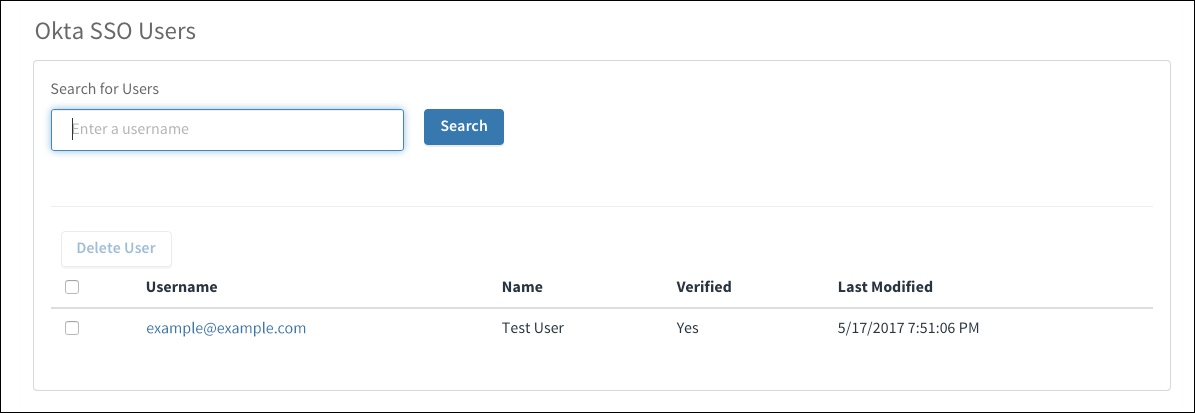 Okta SSO Users
Search for Users
Enter a username
Search
Delete User
Username Name Verified Last Modified
example@example.com Test User Yes 5/17/2017 7:51:06 PM